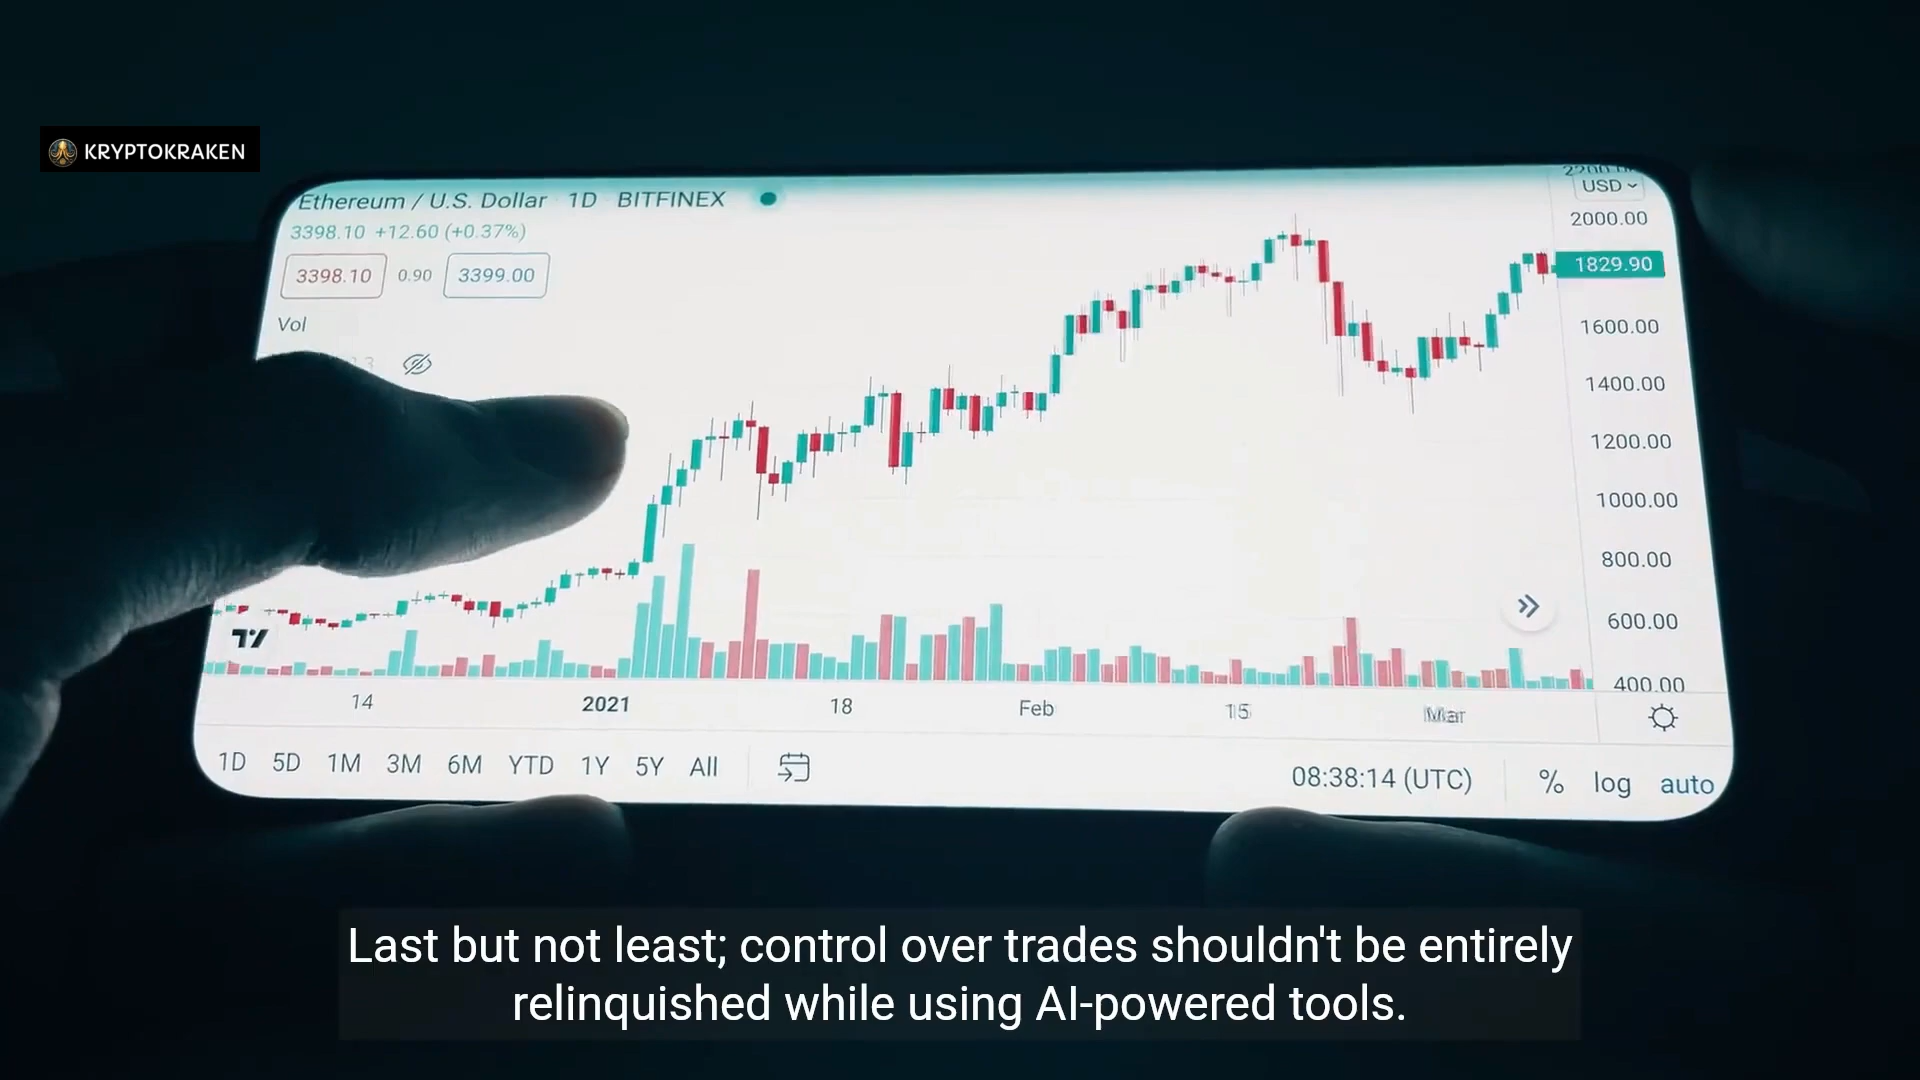 KRYPTOKRAKEN
Ethereum / U.S. Dollar 1D BITFINEX
USD
3398.10 +12.60 (+0.37%)
3398.10 0.90 3399.00
Vol
2000.00
1829.90
1600.00
1400.00
1200.00
1000.00
800.00
600.00
400.00
14 2021 18 Feb 15 Mar
1D 5D 1M 3M 6M YTD 1Y 5Y All
08:38:14 (UTC) % log auto
Last but not least; control over trades shouldn't be entirely
relinquished while using AI-powered tools.